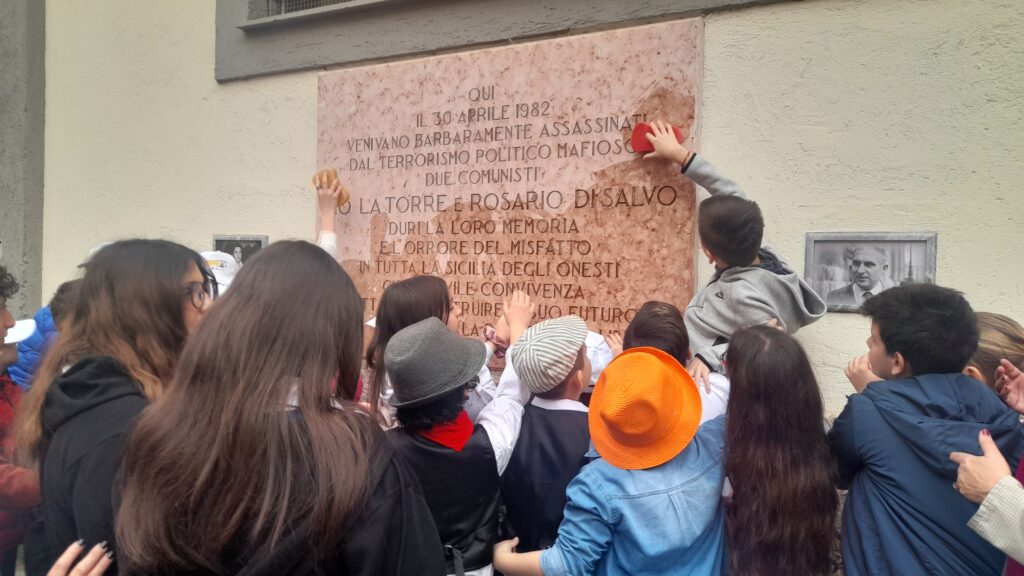 QUI
IL 30 APRILE 1982
VENIVANO BARBARAMENTE ASSASSINATI
DAL TERRORISMO POLITICO MAFIOSO
DUE COMUNISTI
LA TORRE E ROSARIO DI SALVO
DURI LA LORO MEMORIA
E L'ORRORE DEL MISFATTO
IN TUTTA LA SICILIA DEGLI ONESTI
CONVIVENZA
SUO FUTURO